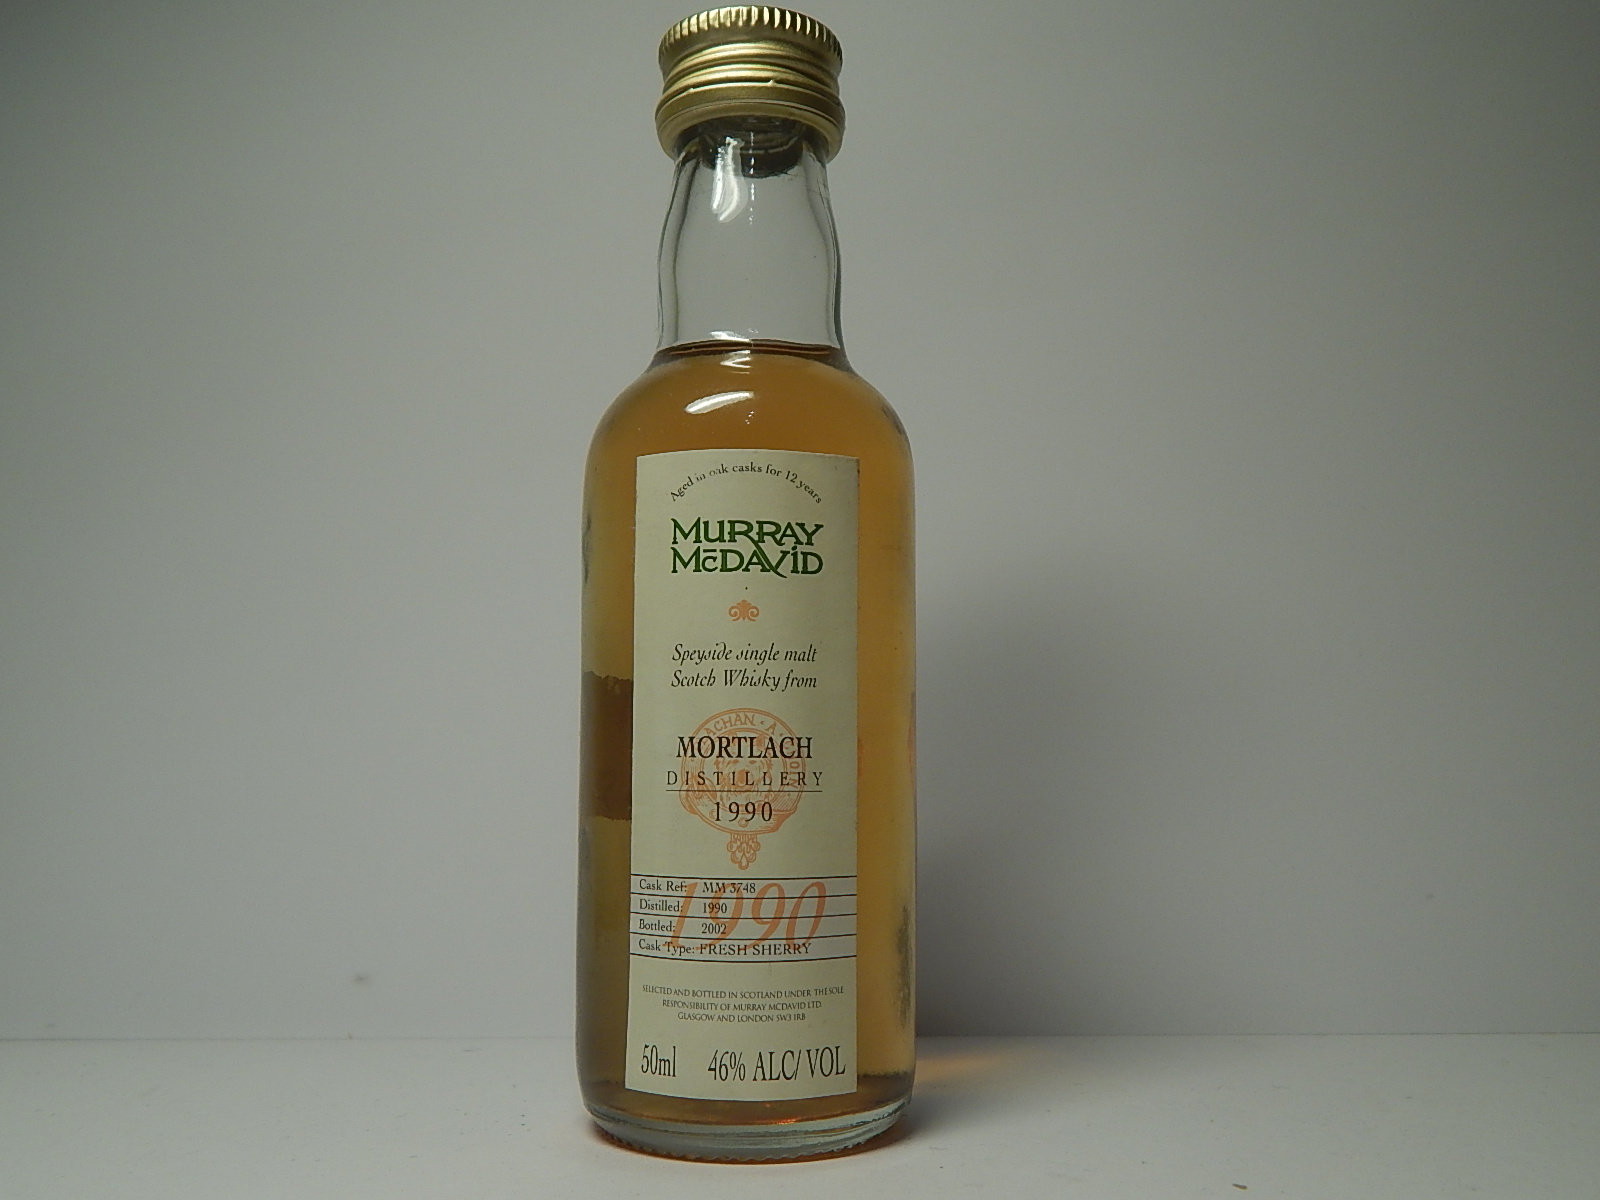 Aged in oak casks for 12 years
MURRAY
McDAVID
Speyside single malt
Scotch Whisky from
ACHAN · A
MORTLACH
DISTILLERY
1990
1990
Cask Ref: MM 3748
Distilled: 1990
Bottled: 2002
Cask Type: FRESH SHERRY
SELECTED AND BOTTLED IN SCOTLAND UNDER THE SOLE
RESPONSIBILITY OF MURRAY MCDAVID LTD.
GLASGOW AND LONDON SW3 1RB
50ml 46% ALC/VOL